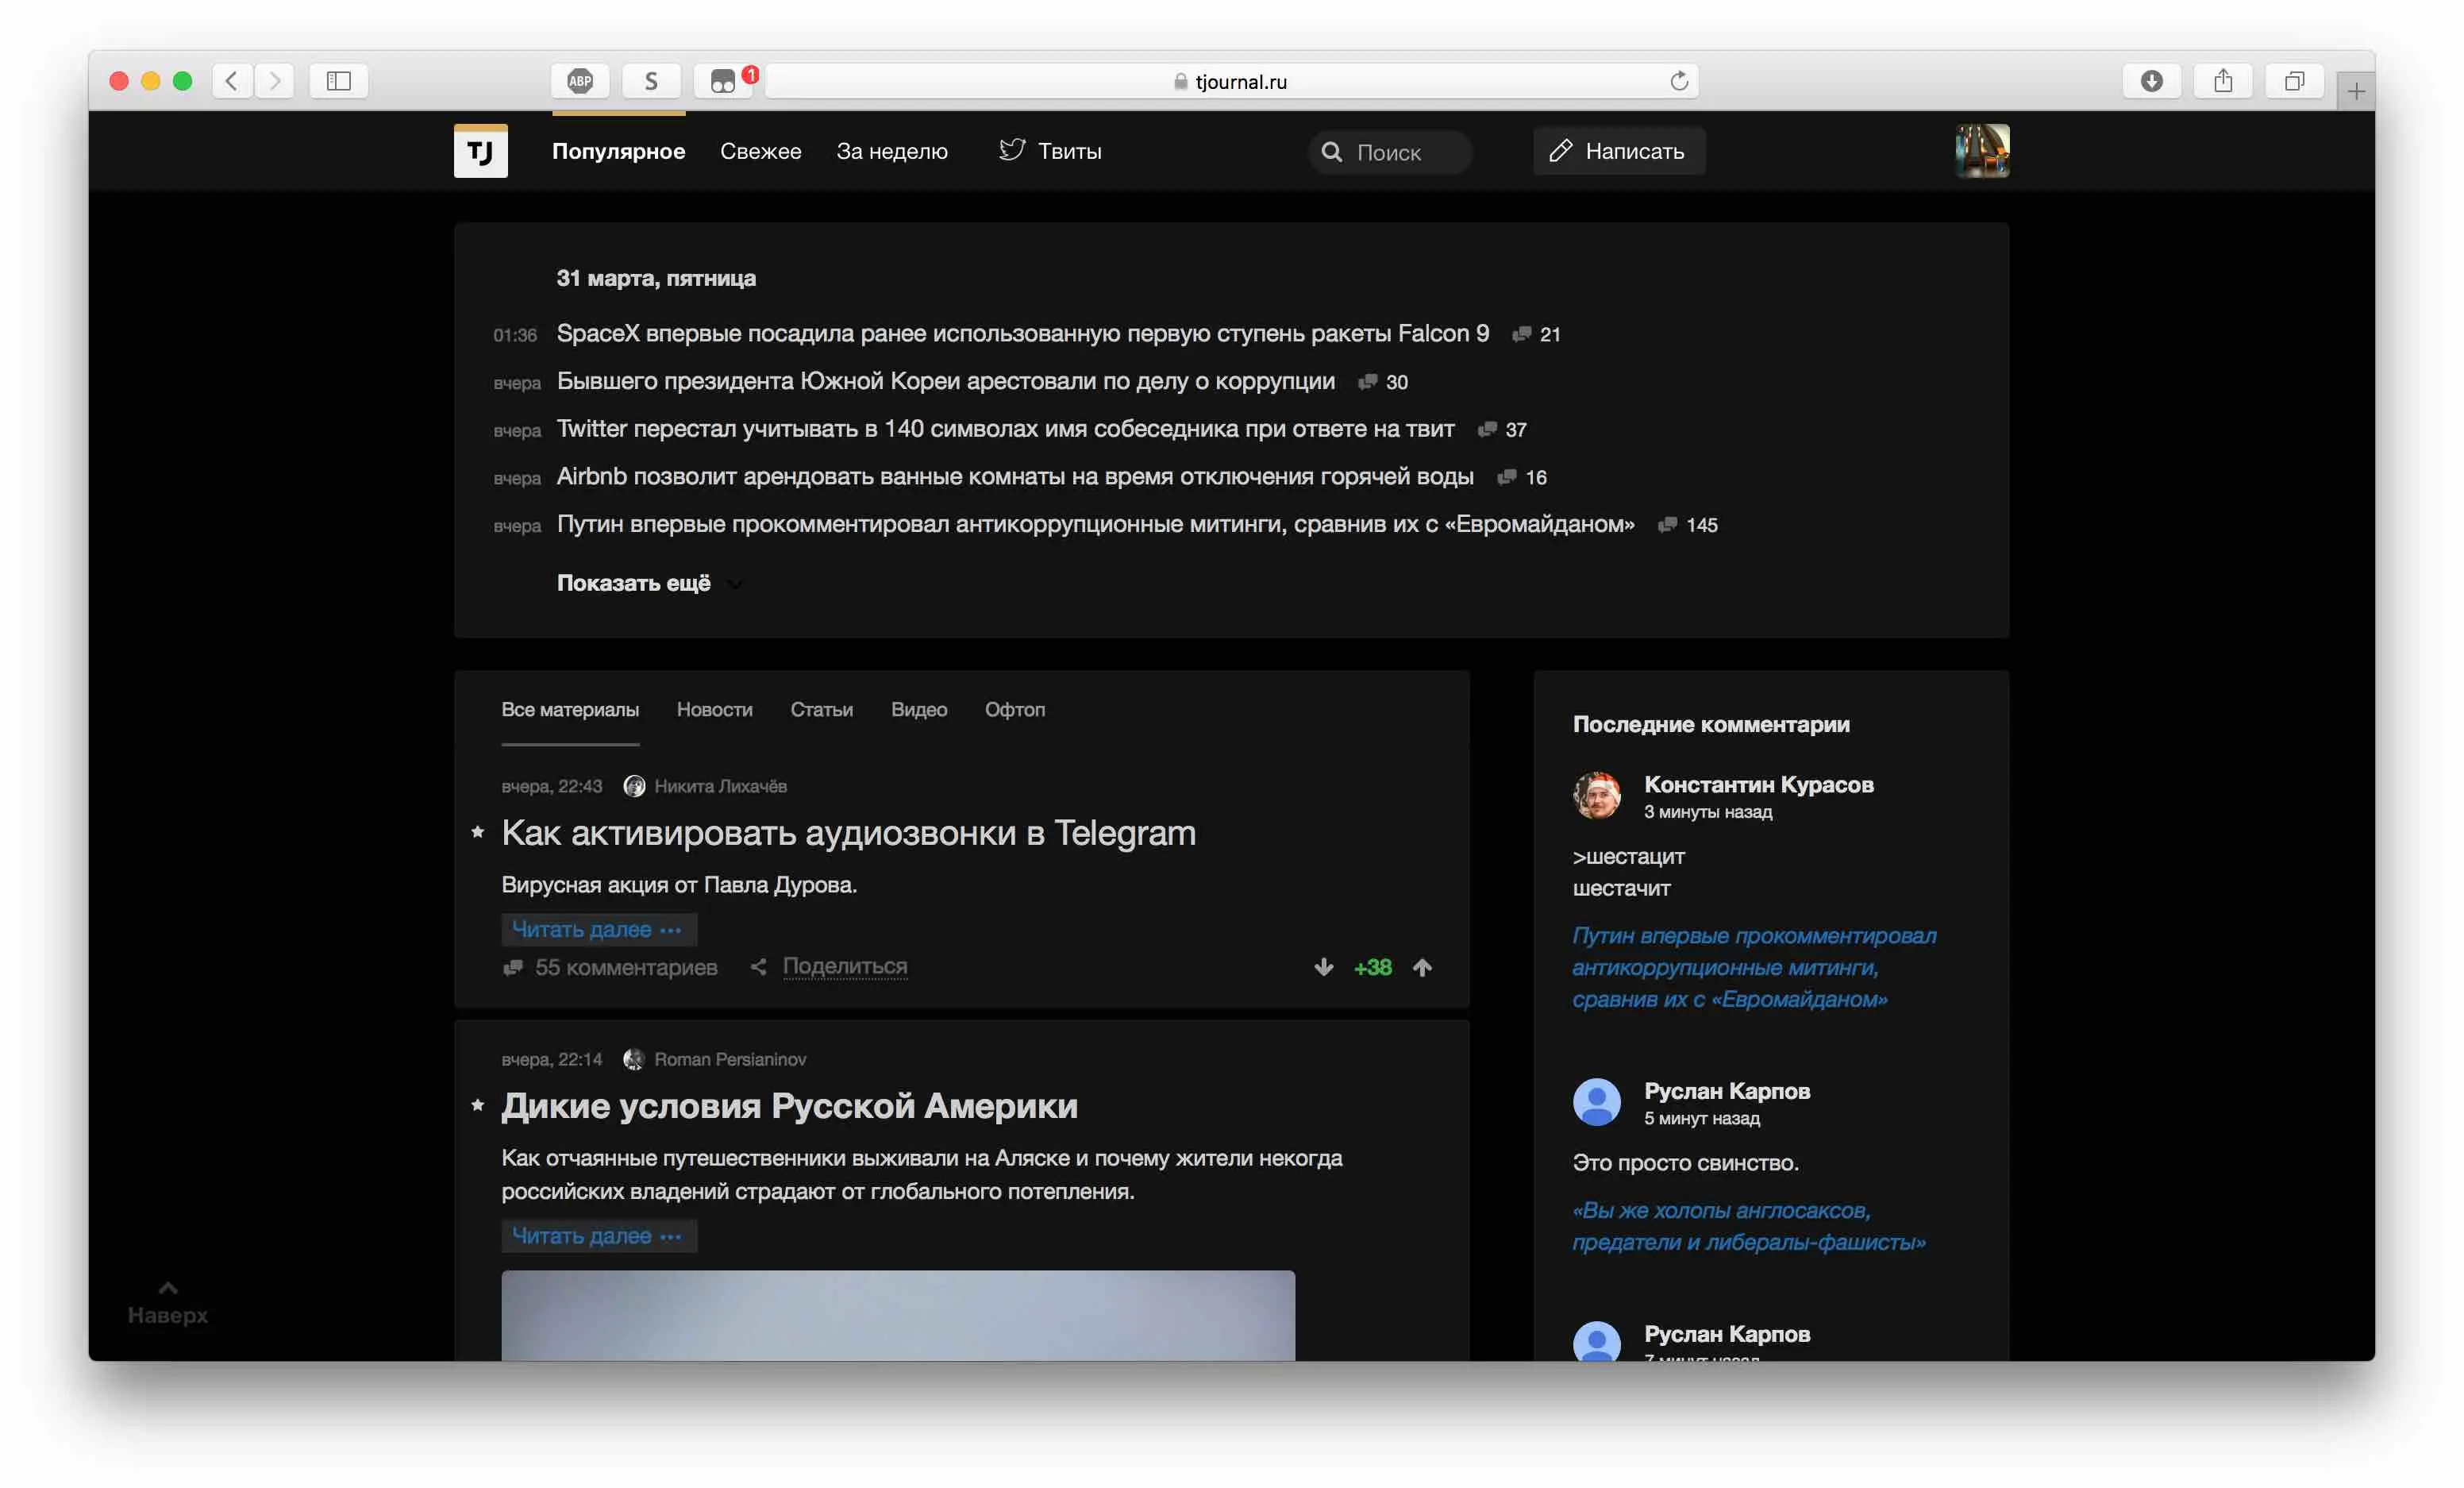 ABP
S
1
tjournal.ru
TJ
Популярное
Свежее
За неделю
Твиты
Поиск
Написать
31 марта, пятница
01:36 SpaceX впервые посадила ранее использованную первую ступень ракеты Falcon 9 21
вчера Бывшего президента Южной Кореи арестовали по делу о коррупции 30
вчера Twitter перестал учитывать в 140 символах имя собеседника при ответе на твит 37
вчера Airbnb позволит арендовать ванные комнаты на время отключения горячей воды 16
вчера Путин впервые прокомментировал антикоррупционные митинги, сравнив их с «Евромайданом» 145
Показать ещё
Все материалы Новости Статьи Видео Офтоп
вчера, 22:43 Никита Лихачёв
Как активировать аудиозвонки в Telegram
Вирусная акция от Павла Дурова.
Читать далее •••
55 комментариев Поделиться +38
вчера, 22:14 Roman Persianinov
Дикие условия Русской Америки
Как отчаянные путешественники выживали на Аляске и почему жители некогда
российских владений страдают от глобального потепления.
Читать далее •••
Последние комментарии
Константин Курасов
3 минуты назад
>шестацит
шестачит
Путин впервые прокомментировал
антикоррупционные митинги,
сравнив их с «Евромайданом»
Руслан Карпов
5 минут назад
Это просто свинство.
«Вы же холопы англосаксов,
предатели и либералы-фашисты»
Руслан Карпов
7 минут назад
Наверх